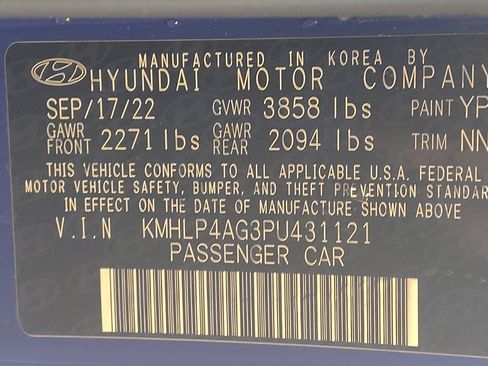 MANUFACTURED IN KOREA BY
HYUNDAI MOTOR COMPANY
SEP/17/22 GVWR 3858 lbs PAINT YP
GAWR FRONT 2271 lbs GAWR REAR 2094 lbs TRIM NN
THIS VEHICLE CONFORMS TO ALL APPLICABLE U.S.A. FEDERAL
MOTOR VEHICLE SAFETY, BUMPER, AND THEFT PREVENTION STANDAR
IN EFFECT ON THE DATE OF MANUFACTURE SHOWN ABOVE
V.I.N KMHLP4AG3PU431121
PASSENGER CAR